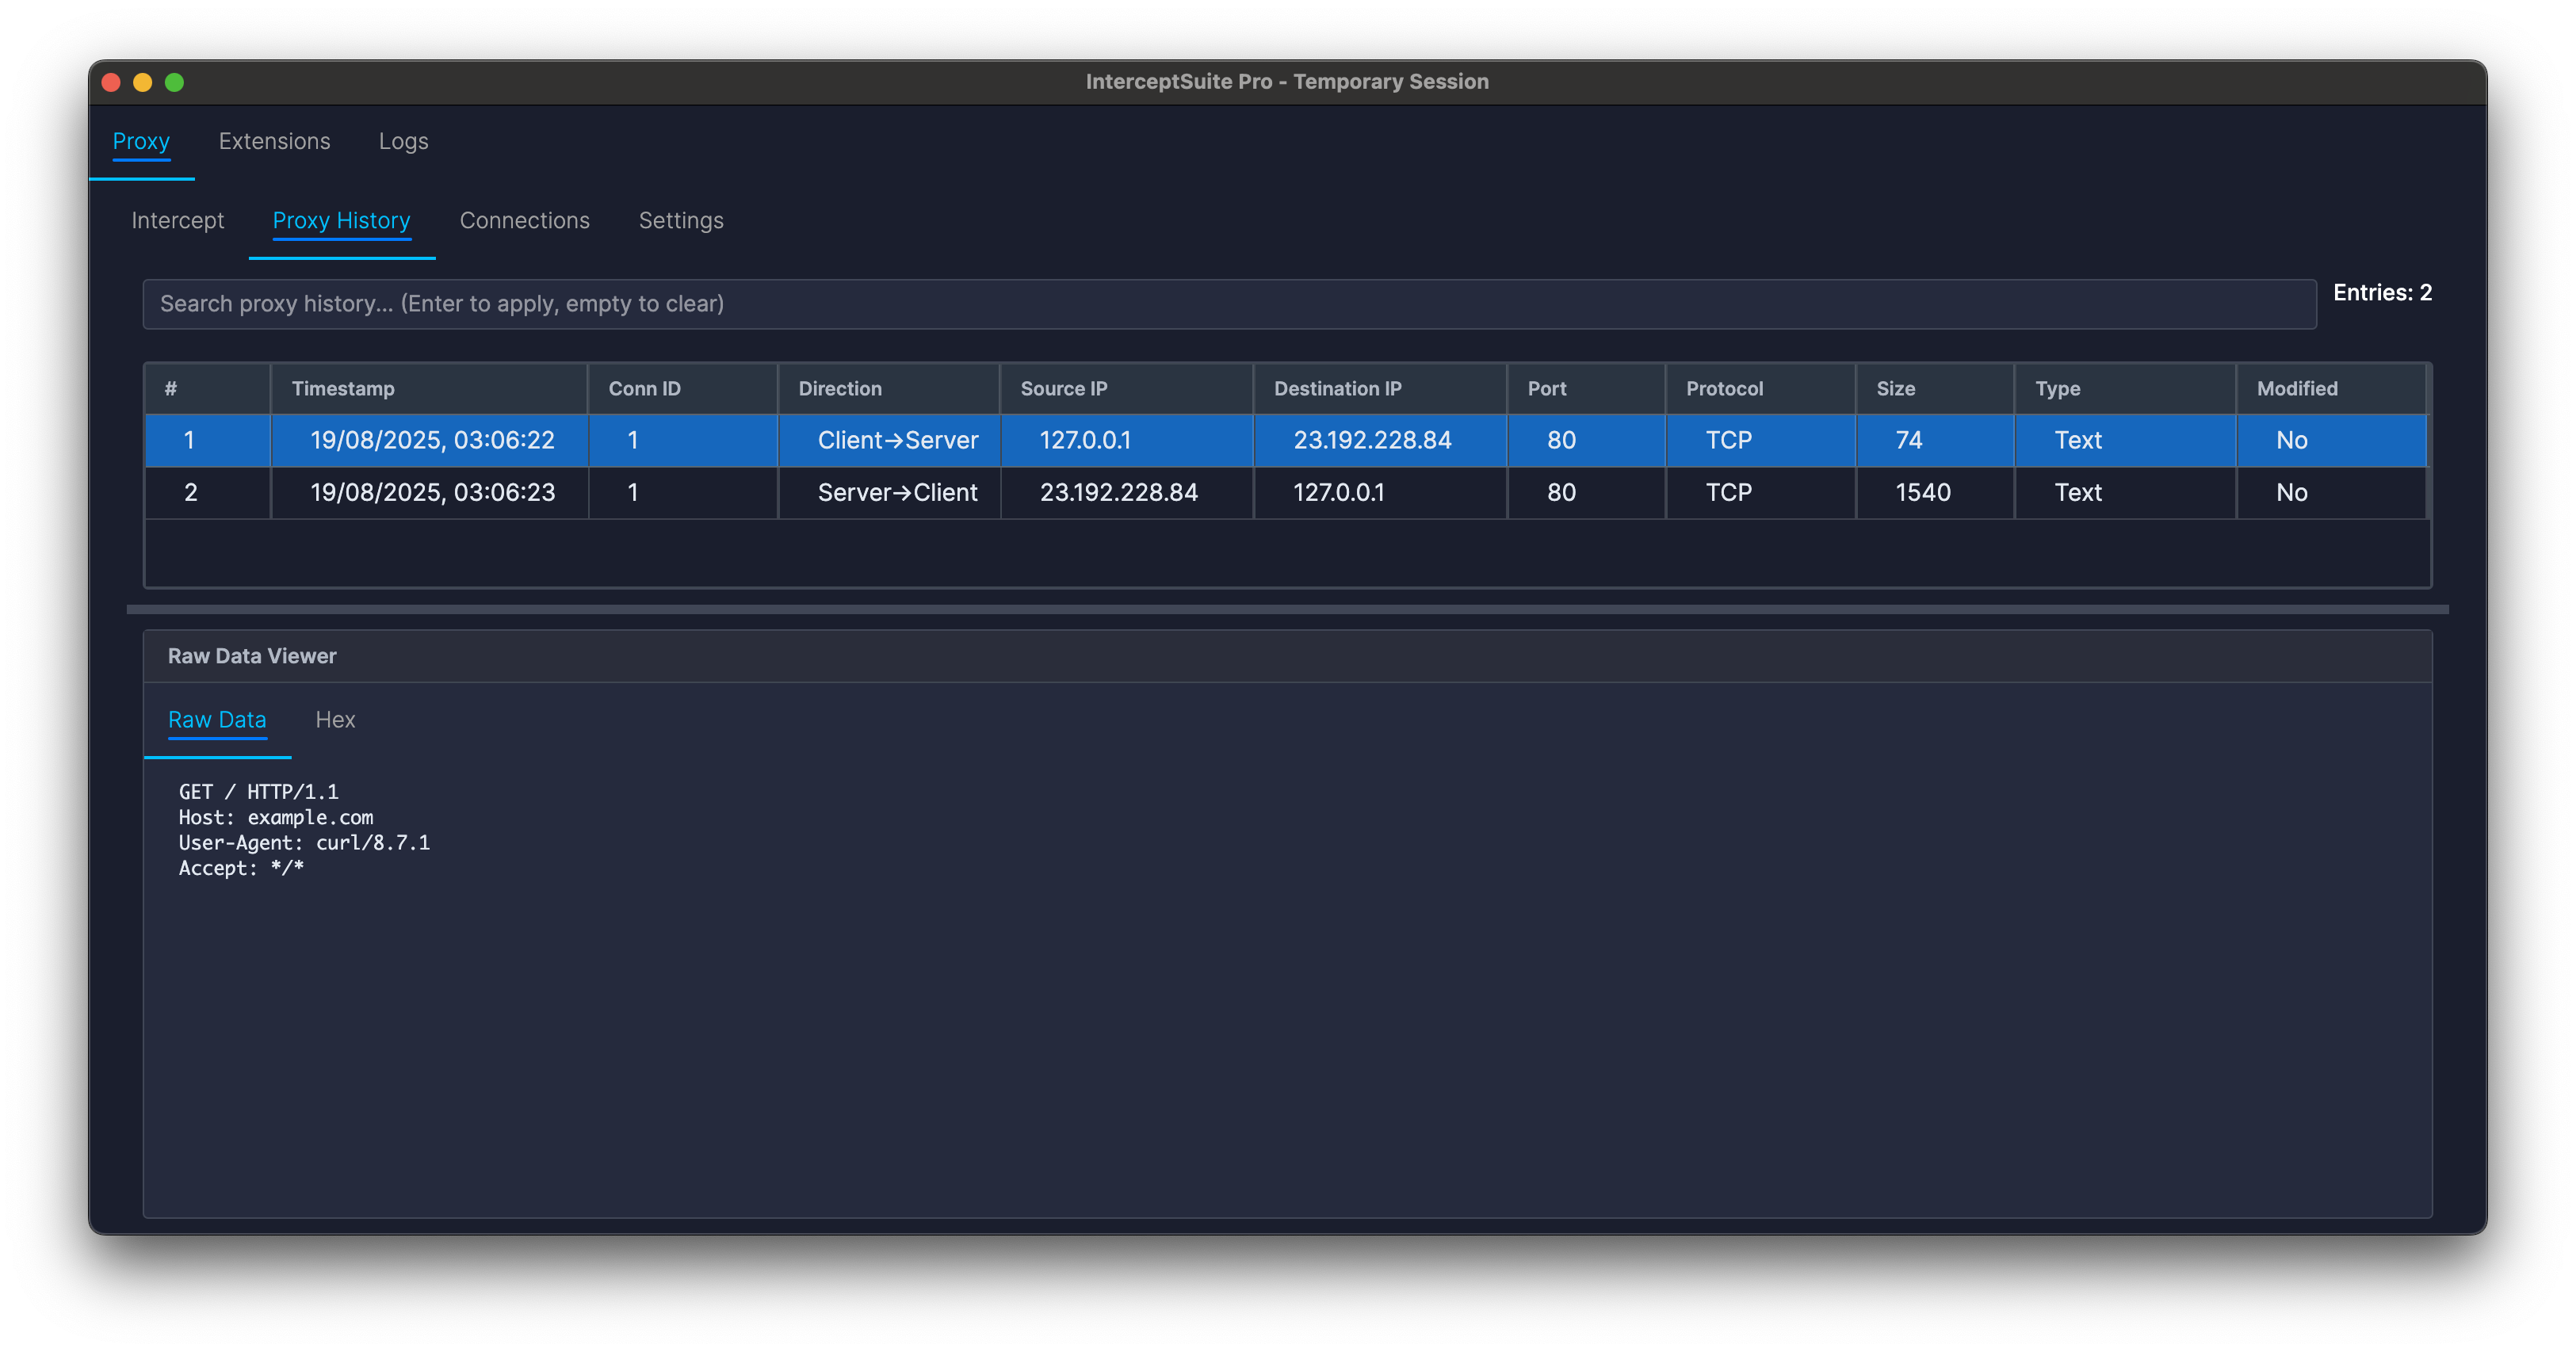 InterceptSuite Pro - Temporary Session
Proxy Extensions Logs
Intercept Proxy History Connections Settings
Search proxy history... (Enter to apply, empty to clear) Entries: 2
# Timestamp Conn ID Direction Source IP Destination IP Port Protocol Size Type Modified
1 19/08/2025, 03:06:22 1 Client→Server 127.0.0.1 23.192.228.84 80 TCP 74 Text No
2 19/08/2025, 03:06:23 1 Server→Client 23.192.228.84 127.0.0.1 80 TCP 1540 Text No
Raw Data Viewer
Raw Data Hex
GET / HTTP/1.1
Host: example.com
User-Agent: curl/8.7.1
Accept: */*